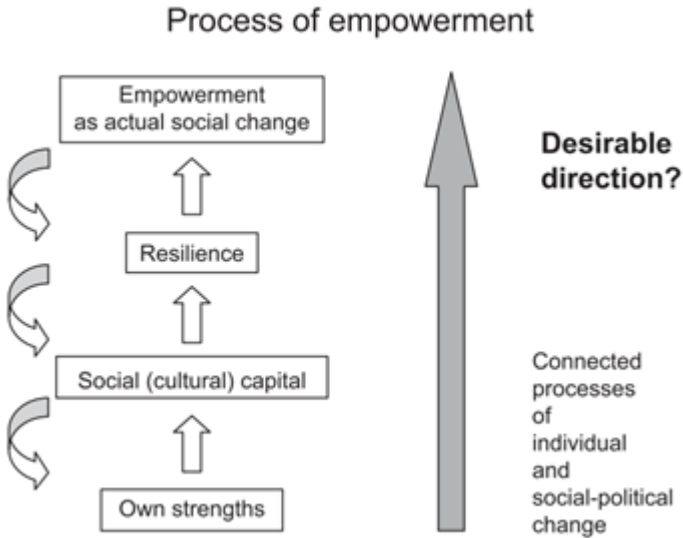 Process of empowerment
Empowerment
as actual social change
Resilience
Social (cultural) capital
Own strengths
Desirable
direction?
Connected
processes
of
individual
and
social-political
change